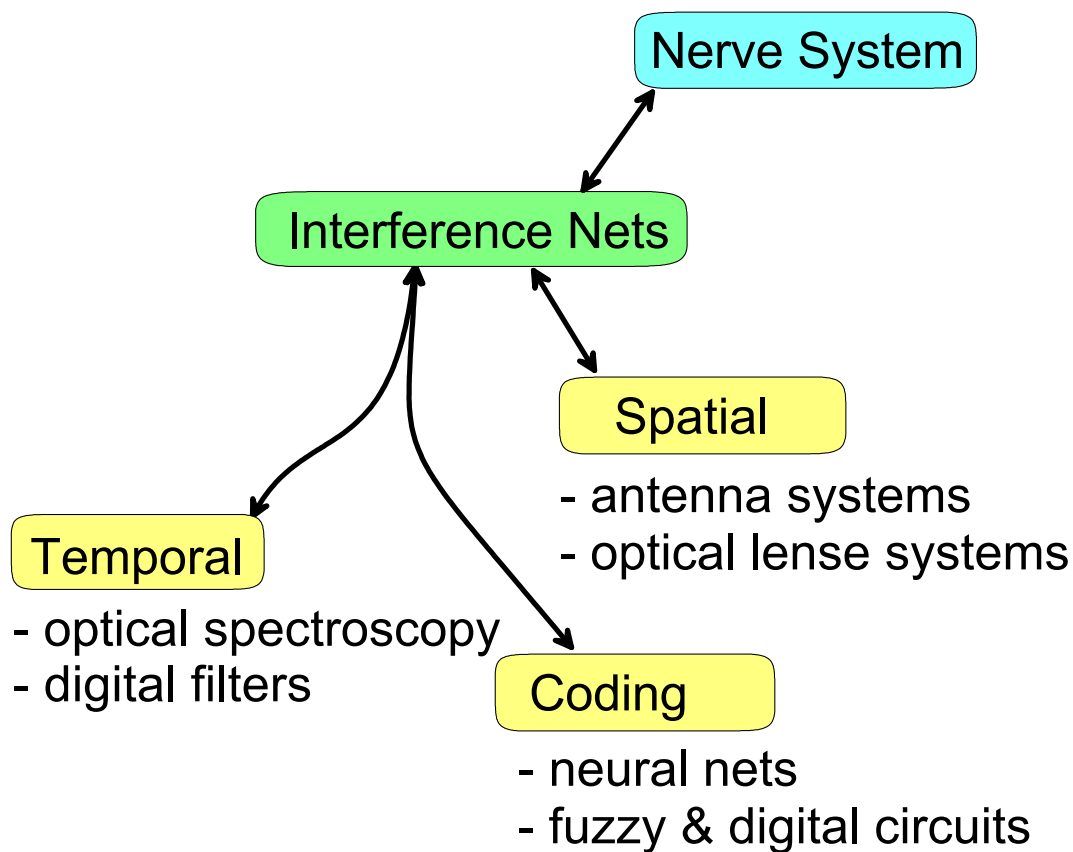 Nerve System
Interference Nets
Spatial
- antenna systems
- optical lense systems
Temporal
- optical spectroscopy
- digital filters
Coding
- neural nets
- fuzzy & digital circuits